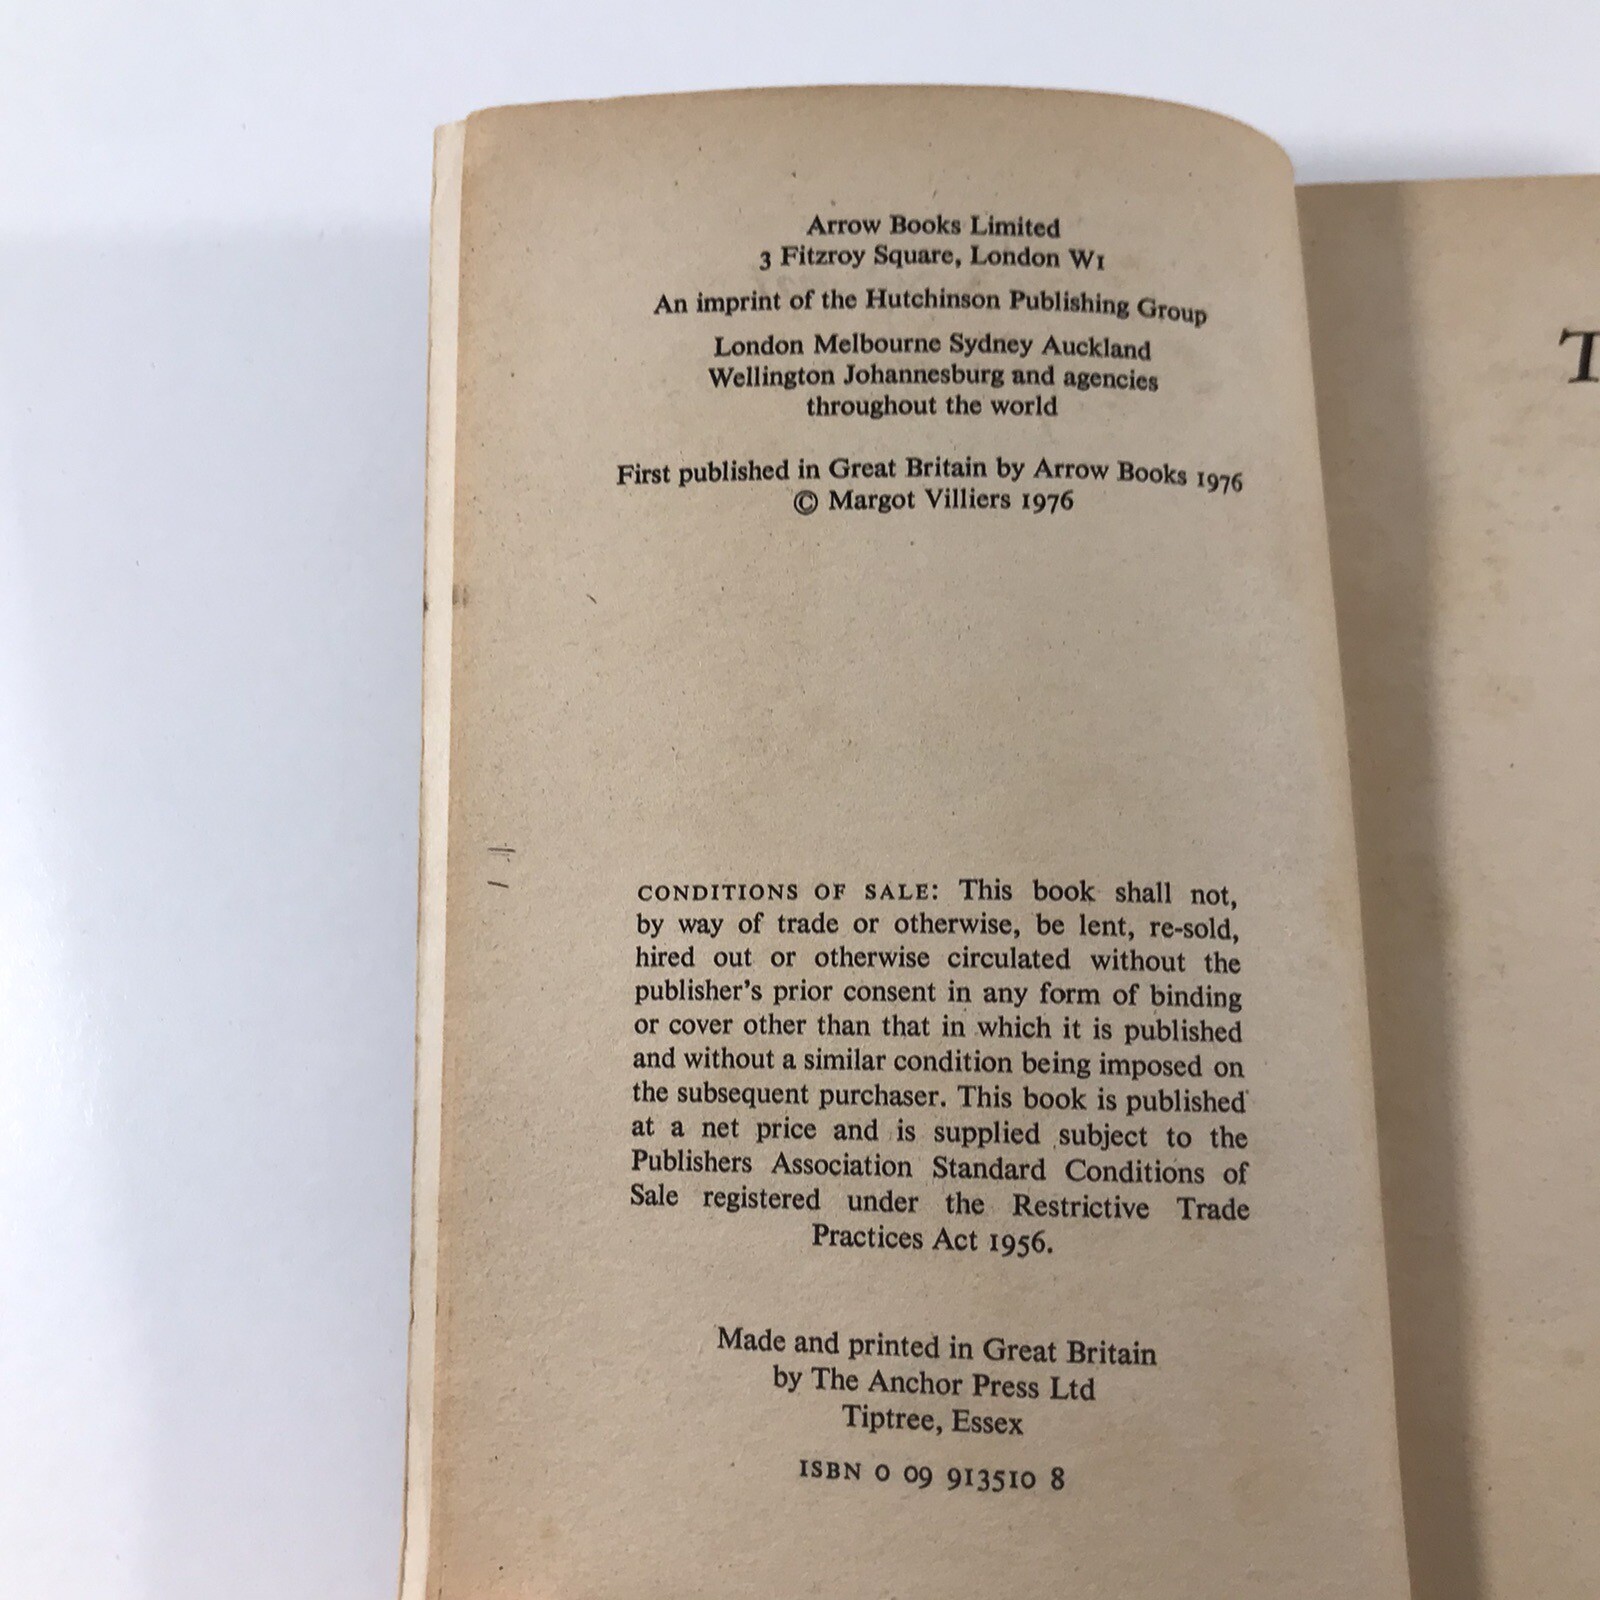 Arrow Books Limited
3 Fitzroy Square, London W1
An imprint of the Hutchinson Publishing Group
London Melbourne Sydney Auckland
Wellington Johannesburg and agencies
throughout the world
First published in Great Britain by Arrow Books 1976
© Margot Villiers 1976
CONDITIONS OF SALE: This book shall not,
by way of trade or otherwise, be lent, re-sold,
hired out or otherwise circulated without the
publisher's prior consent in any form of binding
or cover other than that in which it is published
and without a similar condition being imposed on
the subsequent purchaser. This book is published
at a net price and is supplied subject to the
Publishers Association Standard Conditions of
Sale registered under the Restrictive Trade
Practices Act 1956.
Made and printed in Great Britain
by The Anchor Press Ltd
Tiptree, Essex
ISBN 0 09 913510 8